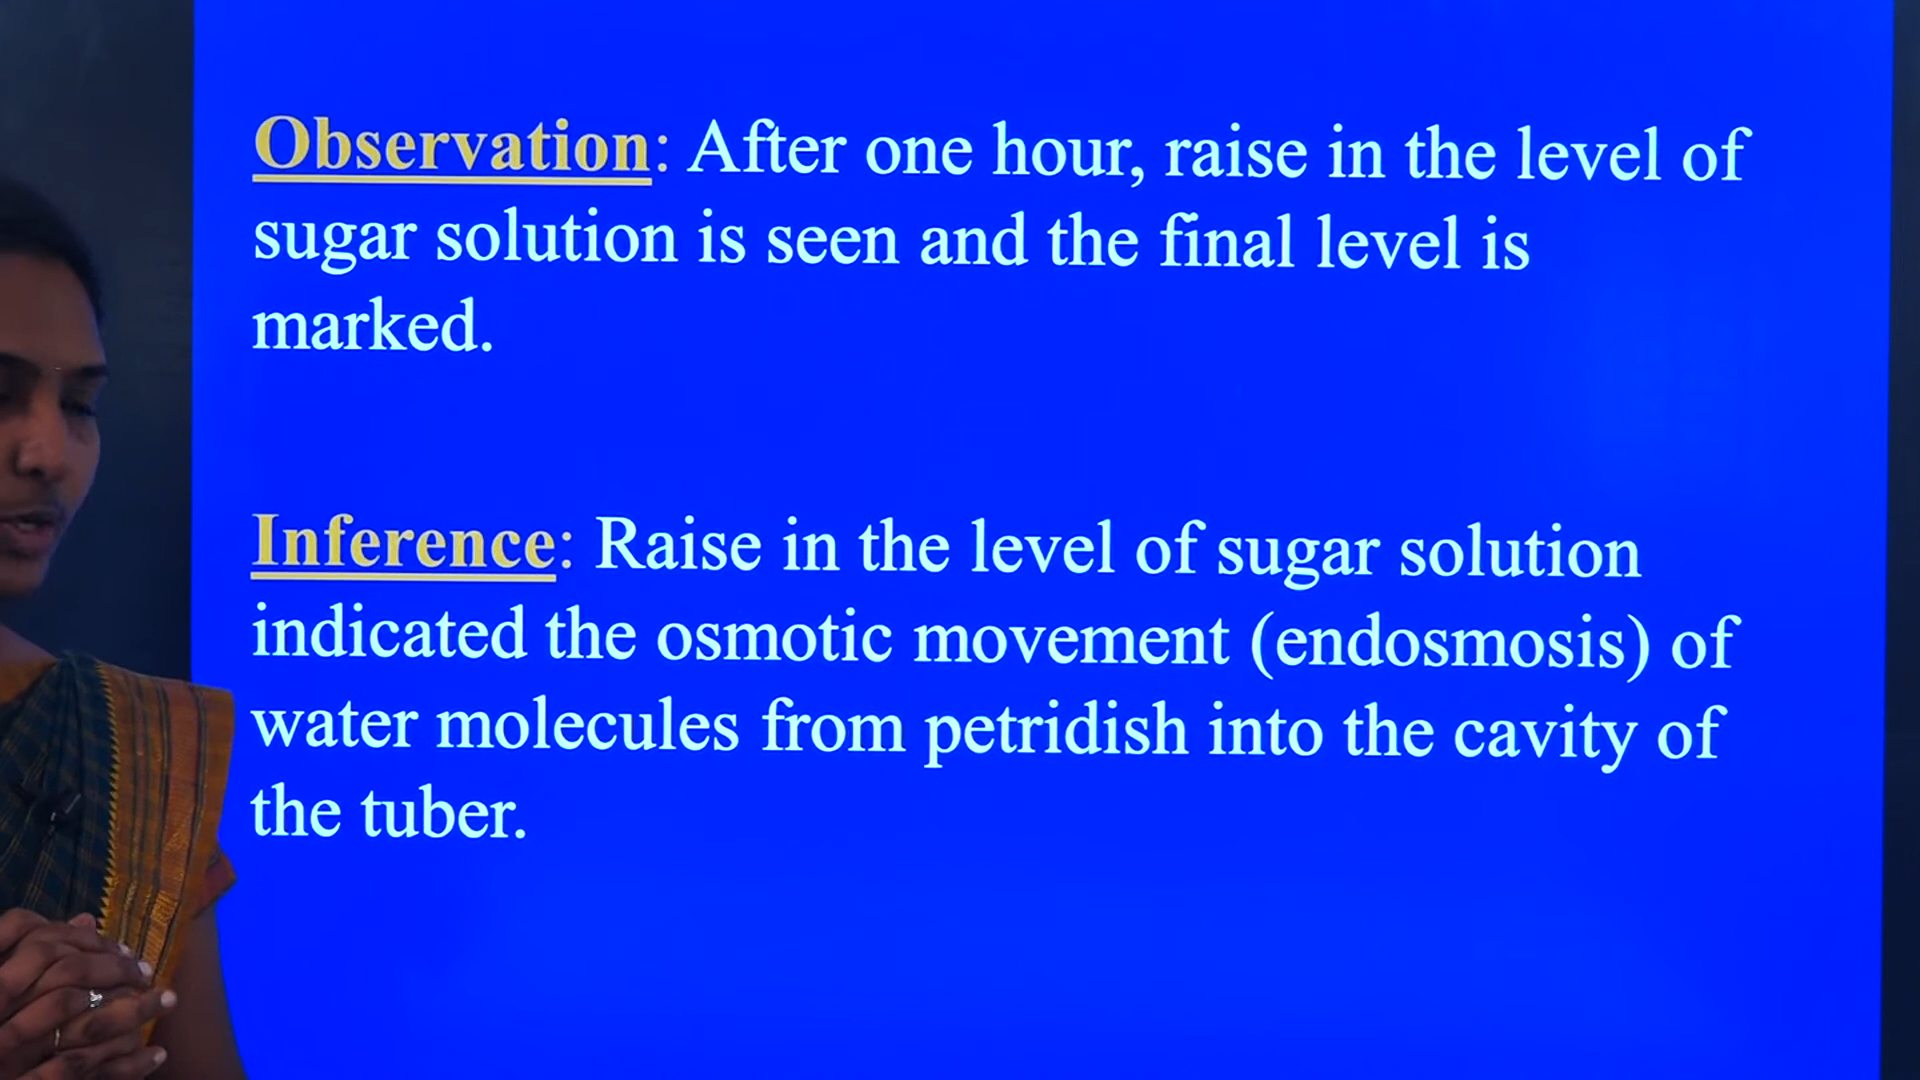 Observation: After one hour, raise in the level of
sugar solution is seen and the final level is
marked.
Inference: Raise in the level of sugar solution
indicated the osmotic movement (endosmosis) of
water molecules from petridish into the cavity of
the tuber.